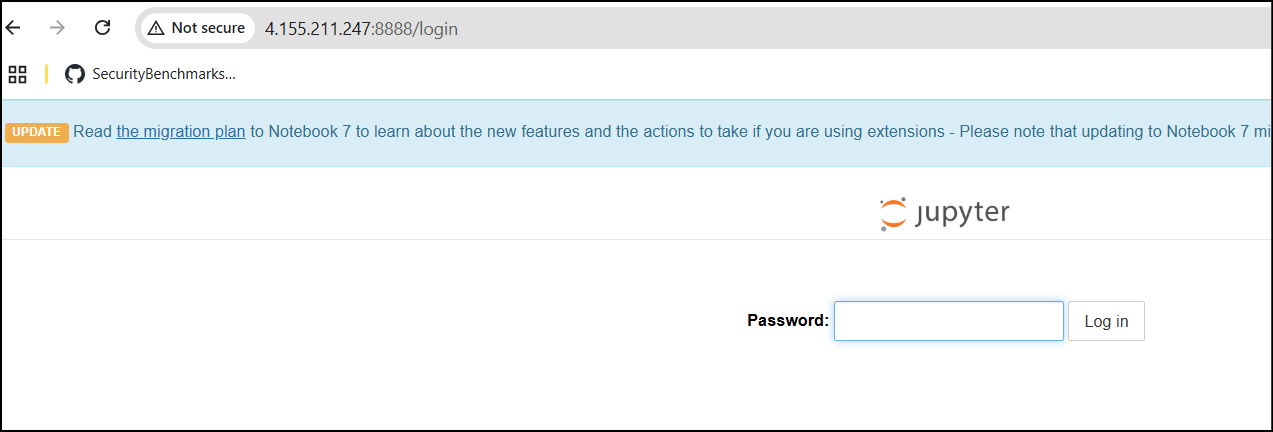 Not secure 4.155.211.247:8888/login
SecurityBenchmarks...
UPDATE Read the migration plan to Notebook 7 to learn about the new features and the actions to take if you are using extensions - Please note that updating to Notebook 7 mi
jupyter
Password: Log in